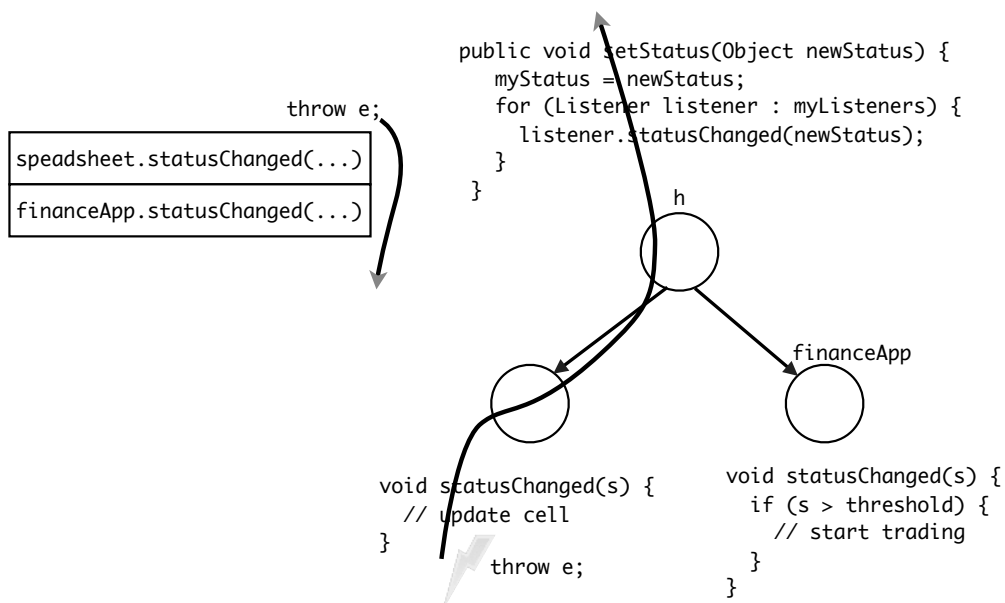 public void setStatus(Object newStatus) {
myStatus = newStatus;
for (Listener listener : myListeners) {
listener.statusChanged(newStatus);
}
}
throw e;
speadsheet.statusChanged(...)
financeApp.statusChanged(...)
h
financeApp
void statusChanged(s) {
// update cell
}
throw e;
void statusChanged(s) {
if (s > threshold) {
// start trading
}
}